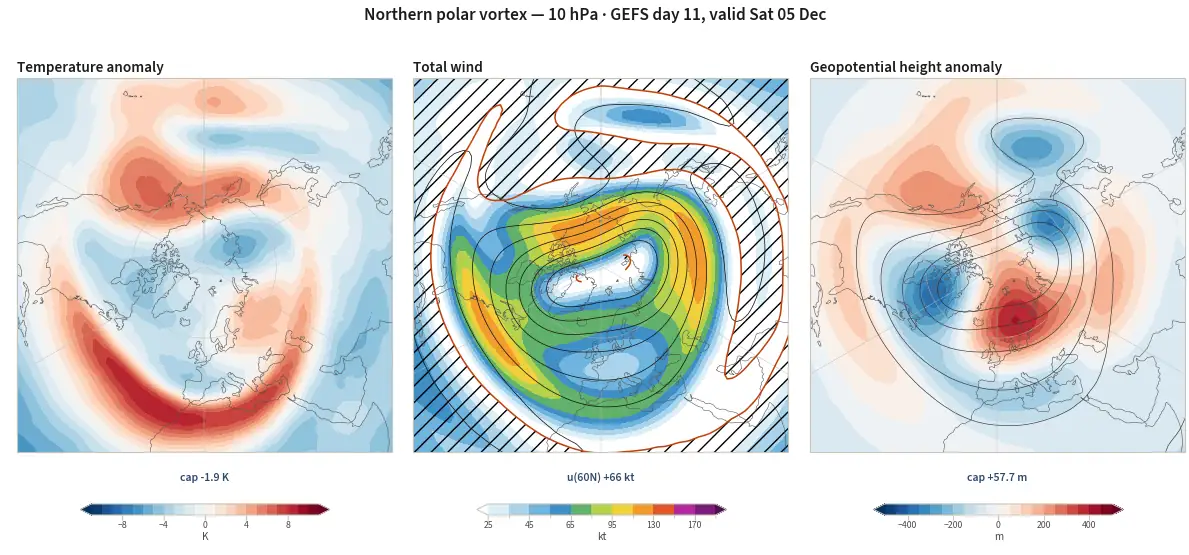 Northern polar vortex — 10 hPa · GEFS day 11, valid Sat 05 Dec
Temperature anomaly
Total wind
Geopotential height anomaly
cap -1.9 K
u(60N) +66 kt
cap +57.7 m
−8 −4 0 4 8
K
25 45 65 95 130 170
kt
−400 −200 0 200 400
m